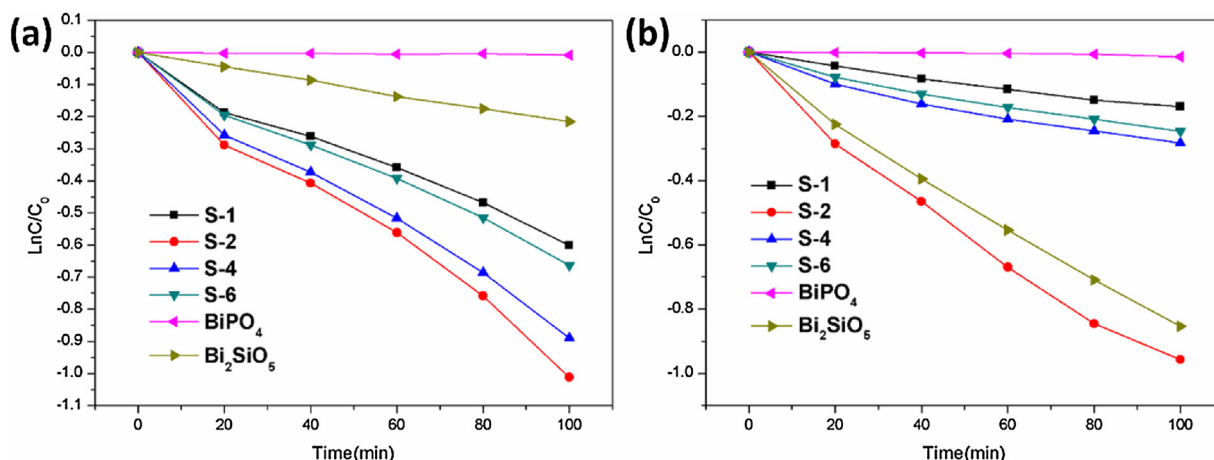 (a)
0.1
0.0
-0.1
-0.2
-0.3
-0.4
-0.5
-0.6
-0.7
-0.8
-0.9
-1.0
-1.1
LnC/C₀
S-1
S-2
S-4
S-6
BiPO₄
Bi₂SiO₅
0 20 40 60 80 100
Time(min)
(b)
0.0
-0.2
-0.4
-0.6
-0.8
-1.0
LnC/C₀
S-1
S-2
S-4
S-6
BiPO₄
Bi₂SiO₅
0 20 40 60 80 100
Time(min)